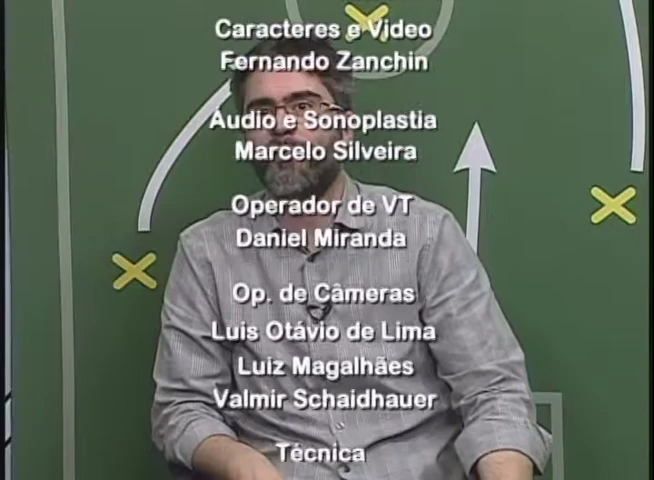 Caracteres e Video
Fernando Zanchin
Áudio e Sonoplastia
Marcelo Silveira
Operador de VT
Daniel Miranda
Op. de Câmeras
Luis Otávio de Lima
Luiz Magalhães
Valmir Schaidhauer
Técnica